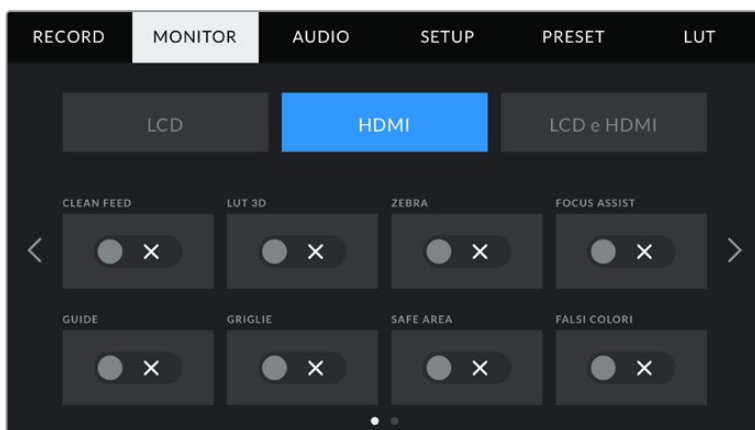 RECORD MONITOR AUDIO SETUP PRESET LUT
LCD HDMI LCD e HDMI
CLEAN FEED LUT 3D ZEBRA FOCUS ASSIST
GUIDE GRIGLIE SAFE AREA FALSI COLORI